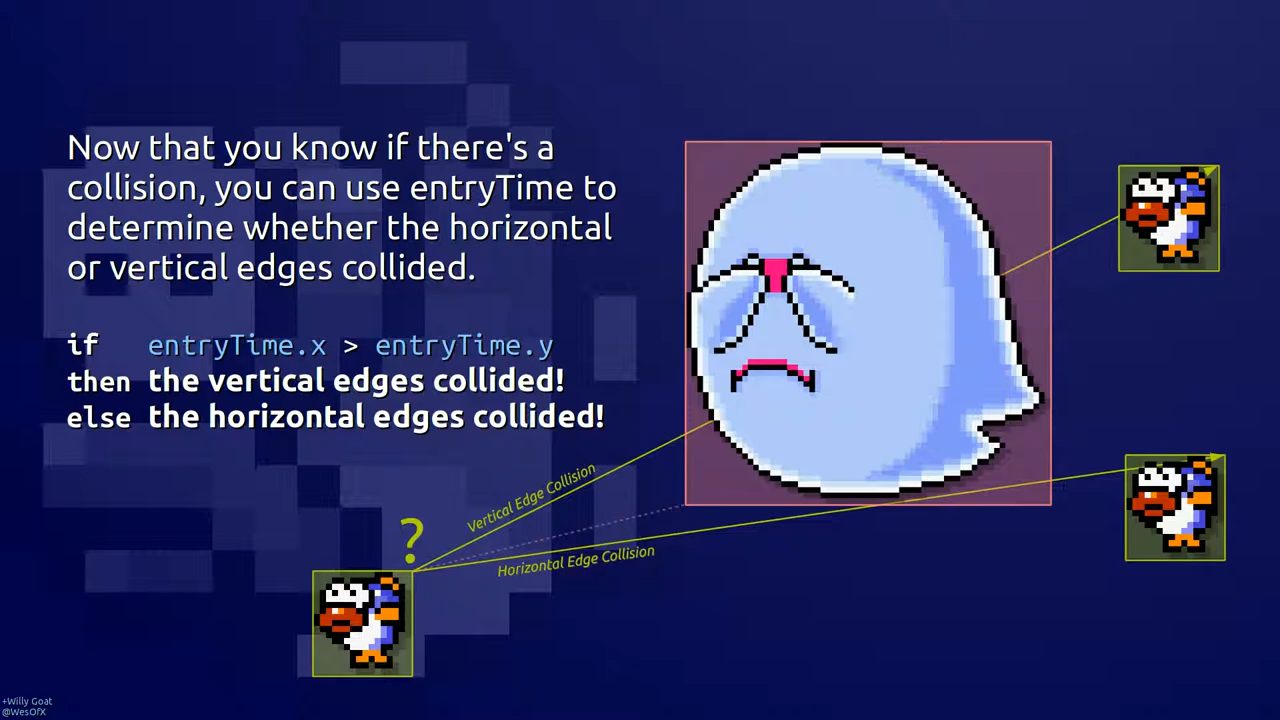 Now that you know if there's a
collision, you can use entryTime to
determine whether the horizontal
or vertical edges collided.
if entryTime.x > entryTime.y
then the vertical edges collided!
else the horizontal edges collided!
Vertical Edge Collision
?
Horizontal Edge Collision
+Willy Goat
@WesOfX